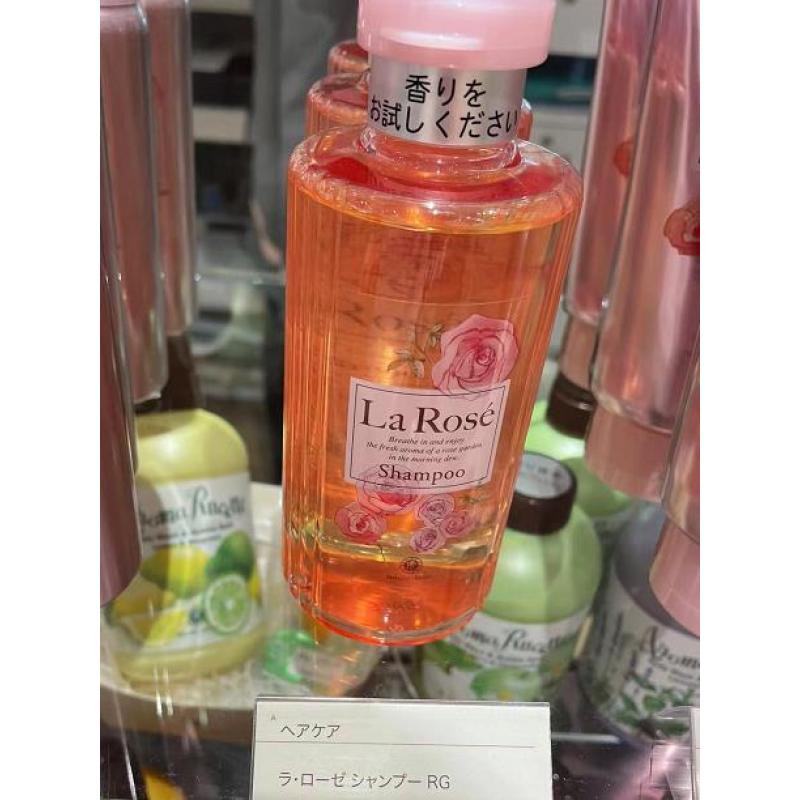 香りを
お試しください
La Rosé
Breathe in and enjoy
the fresh aroma of a rose garden
in the morning dew.
Shampoo
A
ヘアケア
ラ・ローゼ シャンプー RG